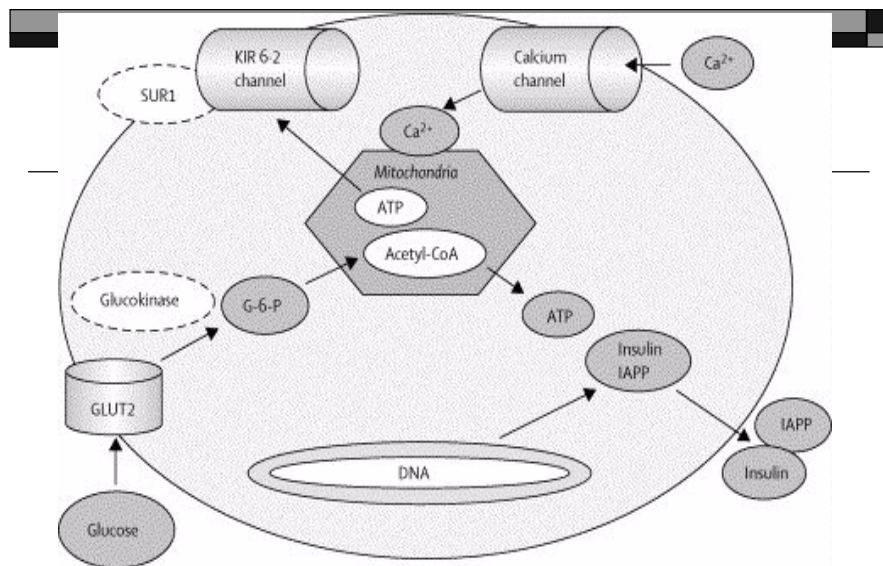 KIR 6-2
channel
Calcium
channel
Ca²⁺
SUR1
Ca²⁺
Mitochondria
ATP
Acetyl-CoA
Glucokinase
G-6-P
ATP
Insulin
IAPP
GLUT2
IAPP
DNA
Insulin
Glucose